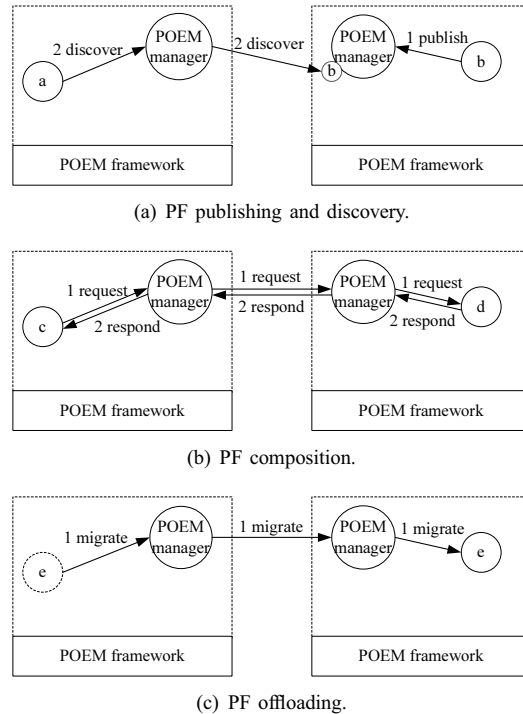 2 discover
POEM
manager
a
2 discover
b
POEM
manager
1 publish
b
POEM framework
POEM framework
(a) PF publishing and discovery.
1 request
POEM
manager
c
2 respond
1 request
2 respond
POEM
manager
1 request
d
2 respond
POEM framework
POEM framework
(b) PF composition.
1 migrate
POEM
manager
e
1 migrate
POEM
manager
1 migrate
e
POEM framework
POEM framework
(c) PF offloading.